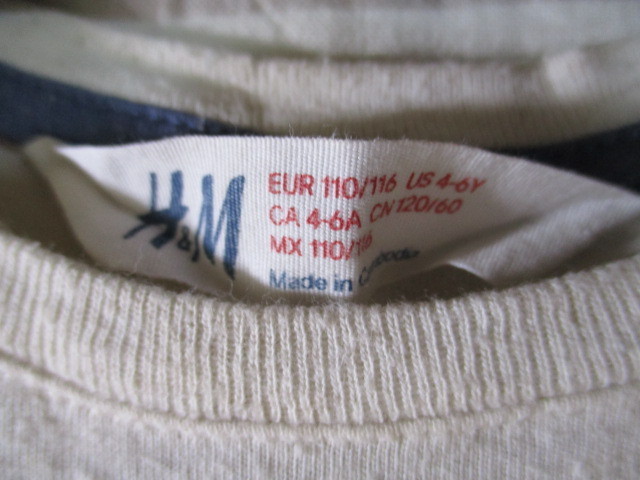 H&M
EUR 110/116 US 4-6Y
CA 4-6A CN 120/60
MX 110/116
Made in Cambodia